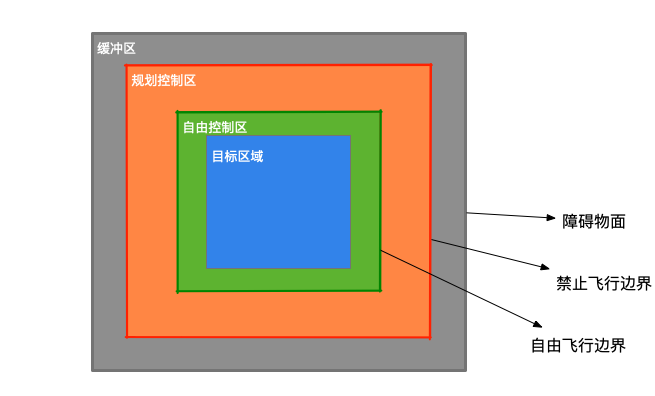 缓冲区
规划控制区
自由控制区
目标区域
障碍物面
禁止飞行边界
自由飞行边界